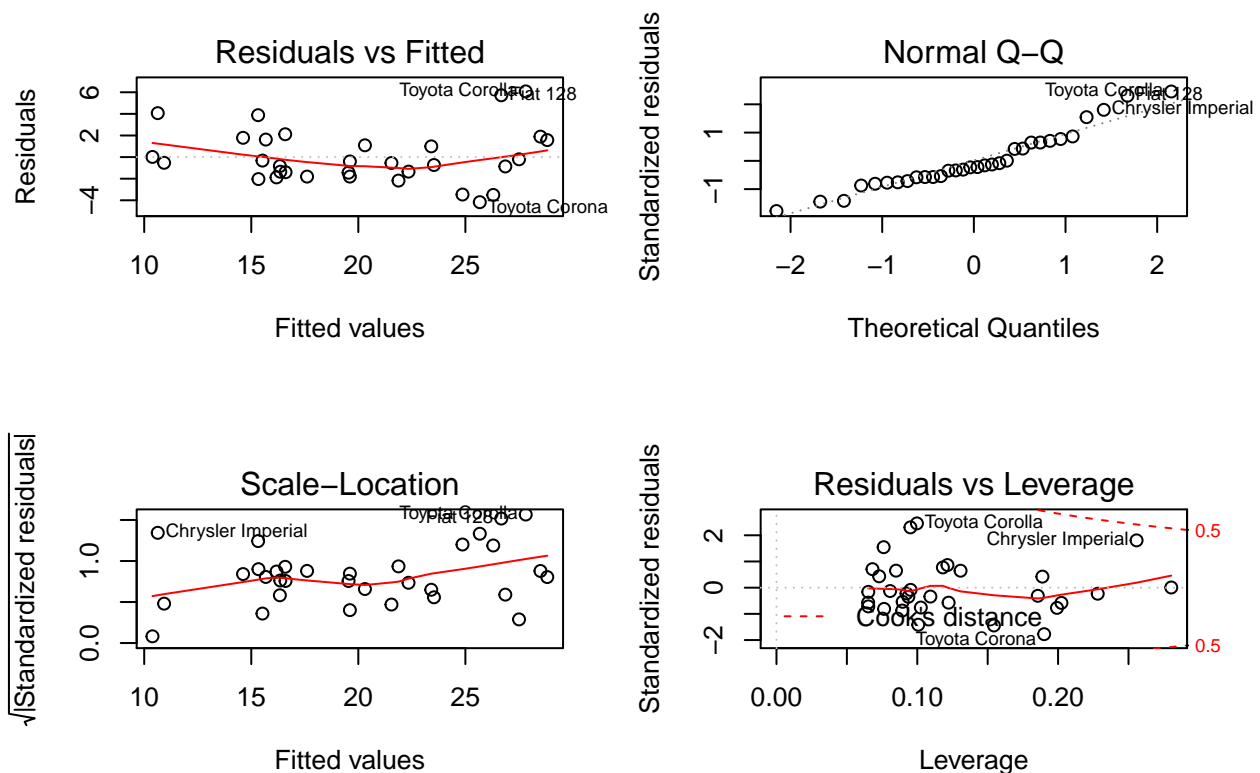 Residuals vs Fitted
Residuals
6
2
−4
Toyota Corolla
Fiat 128
Toyota Corona
10 15 20 25
Fitted values
Normal Q−Q
Standardized residuals
1
−1
Toyota Corolla
Fiat 128
Chrysler Imperial
−2 −1 0 1 2
Theoretical Quantiles
Scale−Location
√|Standardized residuals|
1.0
0.0
Chrysler Imperial
Toyota Corolla
Fiat 128
10 15 20 25
Fitted values
Residuals vs Leverage
Standardized residuals
2
0
−2
Toyota Corolla
Chrysler Imperial
0.5
Cook's distance
Toyota Corona
0.5
0.00 0.10 0.20
Leverage